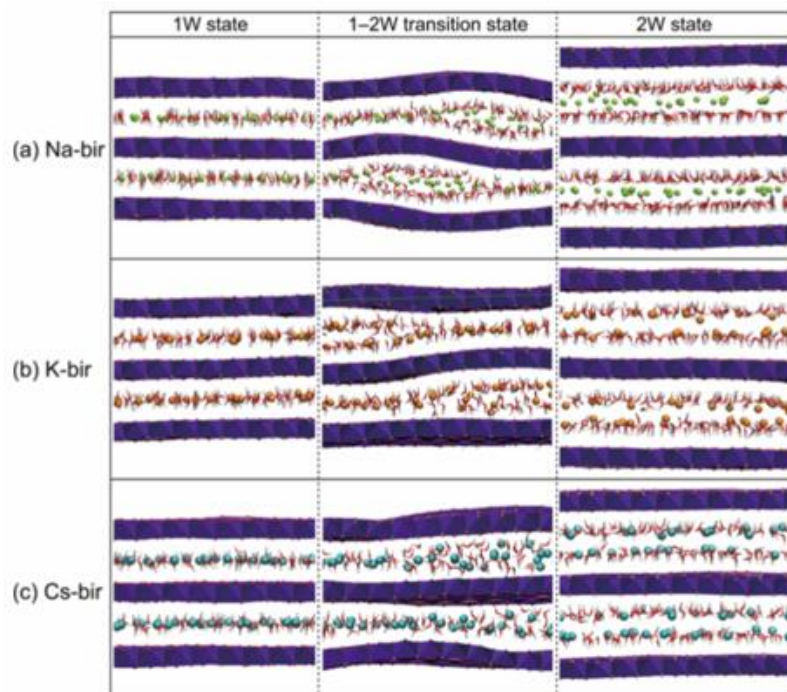 1W state
1–2W transition state
2W state
(a) Na-bir
(b) K-bir
(c) Cs-bir